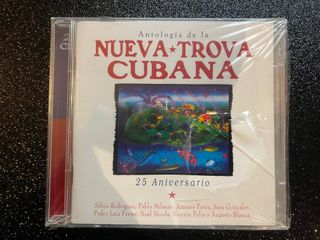 Antología de la
NUEVA★TROVA
CUBANA
25 Aniversario
Silvio Rodríguez, Pablo Milanés, Amaury Pérez, Sara González,
Pedro Luis Ferrer, Noel Nicola, Vicente Feliú y Augusto Blanca